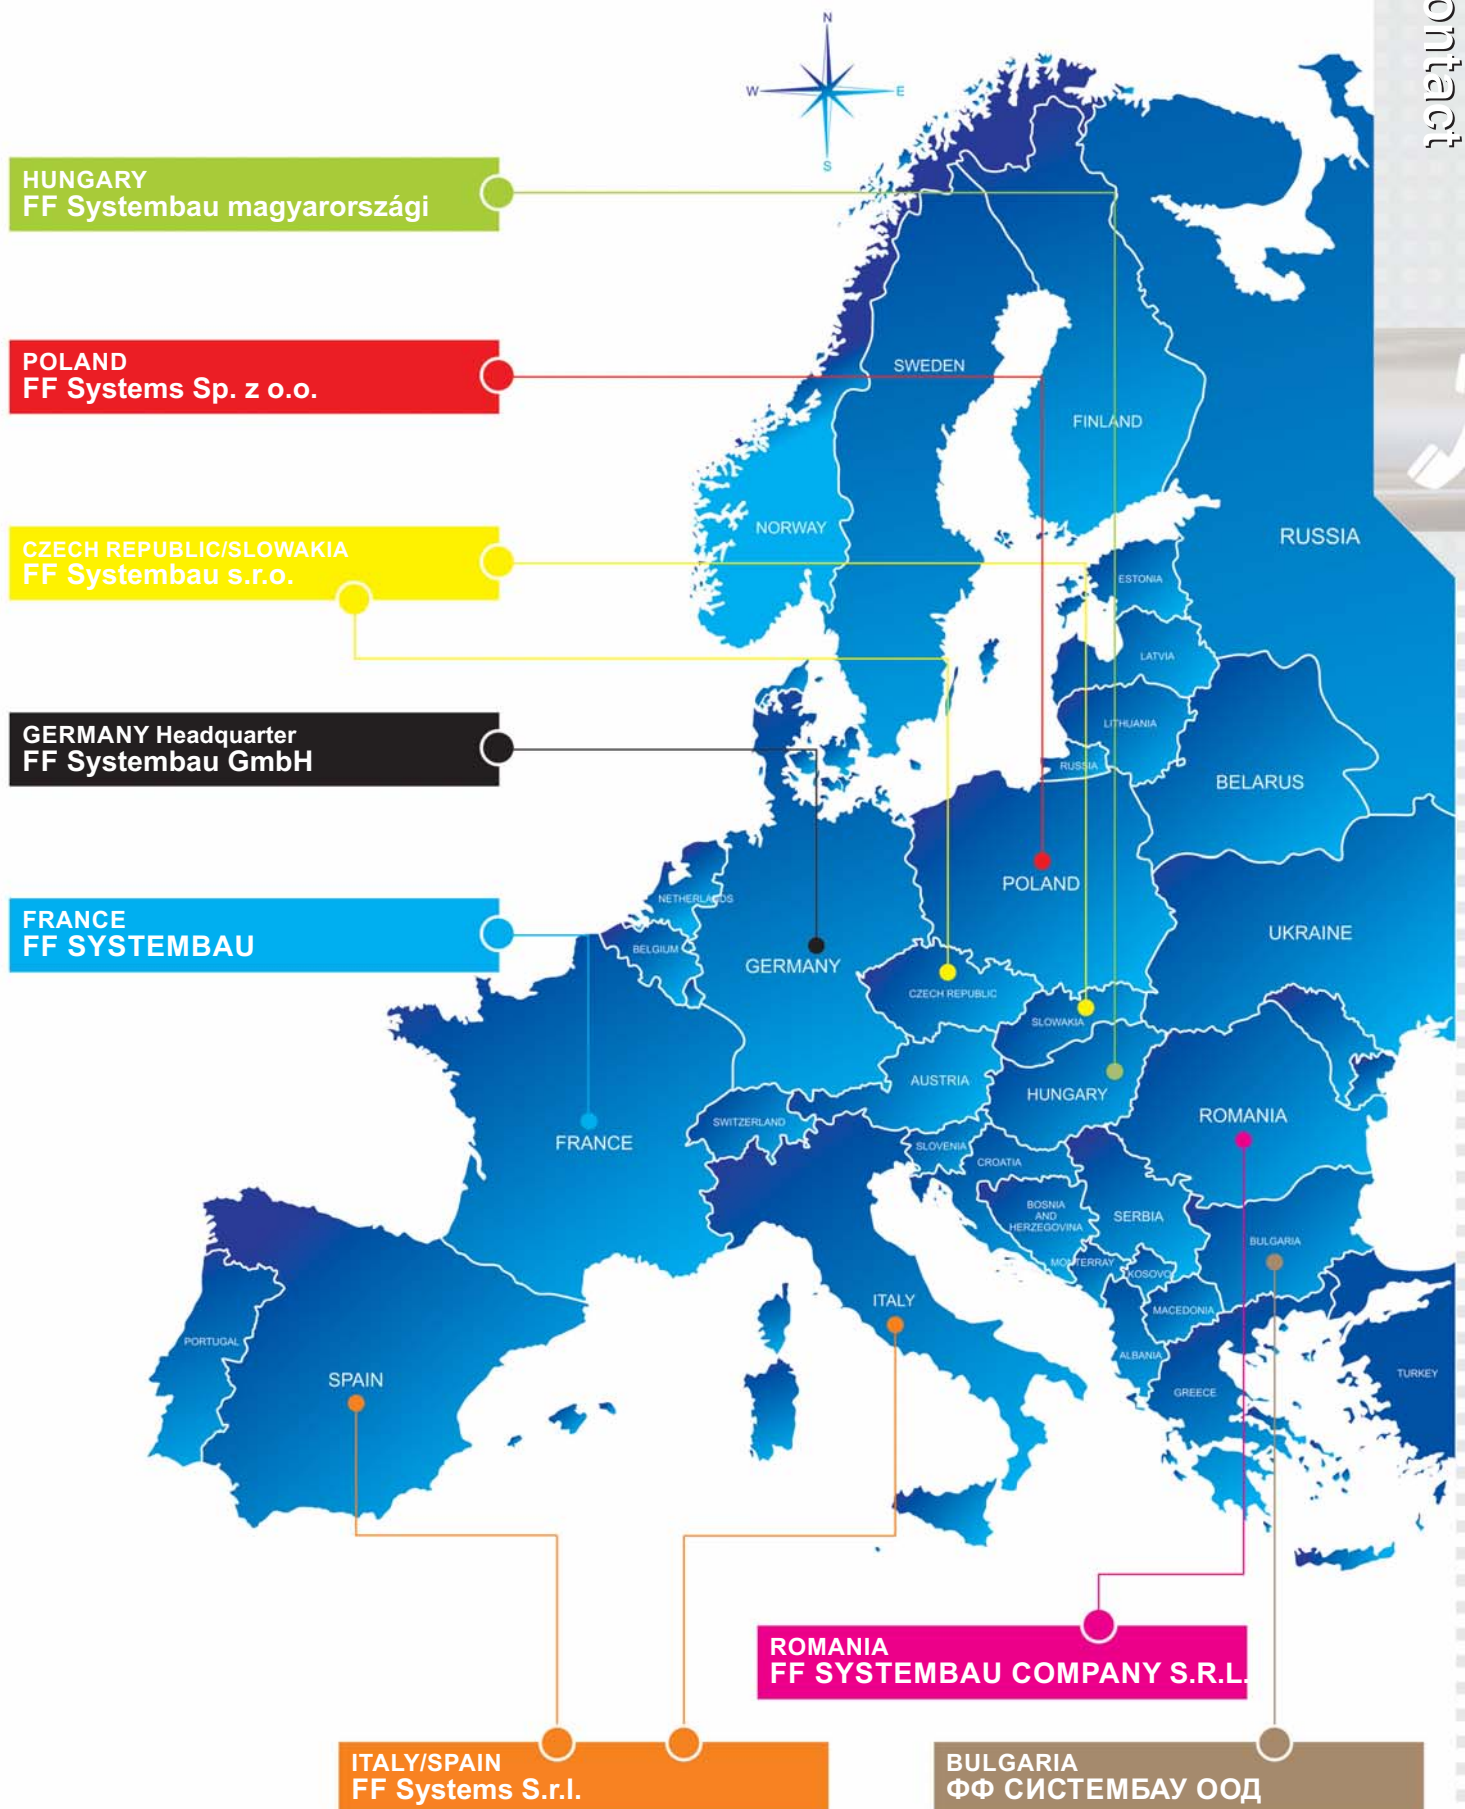 ontact
N
W
E
S
HUNGARY
FF Systembau magyarországi
POLAND
FF Systems Sp. z o.o.
CZECH REPUBLIC/SLOWAKIA
FF Systembau s.r.o.
GERMANY Headquarter
FF Systembau GmbH
FRANCE
FF SYSTEMBAU
SWEDEN
FINLAND
NORWAY
RUSSIA
ESTONIA
LATVIA
LITHUANIA
RUSSIA
BELARUS
POLAND
NETHERLANDS
BELGIUM
GERMANY
UKRAINE
CZECH REPUBLIC
SLOWAKIA
AUSTRIA
HUNGARY
ROMANIA
SWITZERLAND
FRANCE
SLOVENIA
CROATIA
BOSNIA
AND
HERZEGOVINA
SERBIA
BULGARIA
MONTERRAY
KOSOVO
ITALY
MACEDONIA
PORTUGAL
ALBANIA
SPAIN
GREECE
TURKEY
ROMANIA
FF SYSTEMBAU COMPANY S.R.L.
ITALY/SPAIN
FF Systems S.r.l.
BULGARIA
ФФ СИСТЕМБАУ ООД